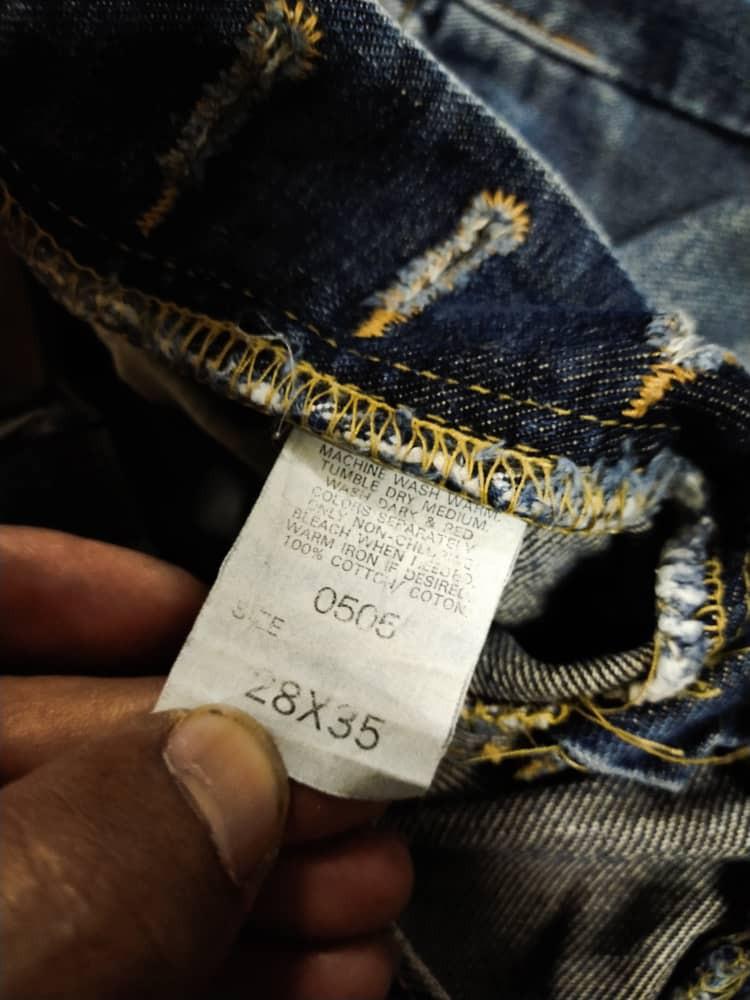 MACHINE WASH WARM.
TUMBLE DRY MEDIUM.
WASH DARK & RED
COLORS SEPARATELY
ONLY NON-CHLORINE
BLEACH WHEN NEEDED.
WARM IRON IF DESIRED.
100% COTTON/ COTON
0505
SIZE
28X35